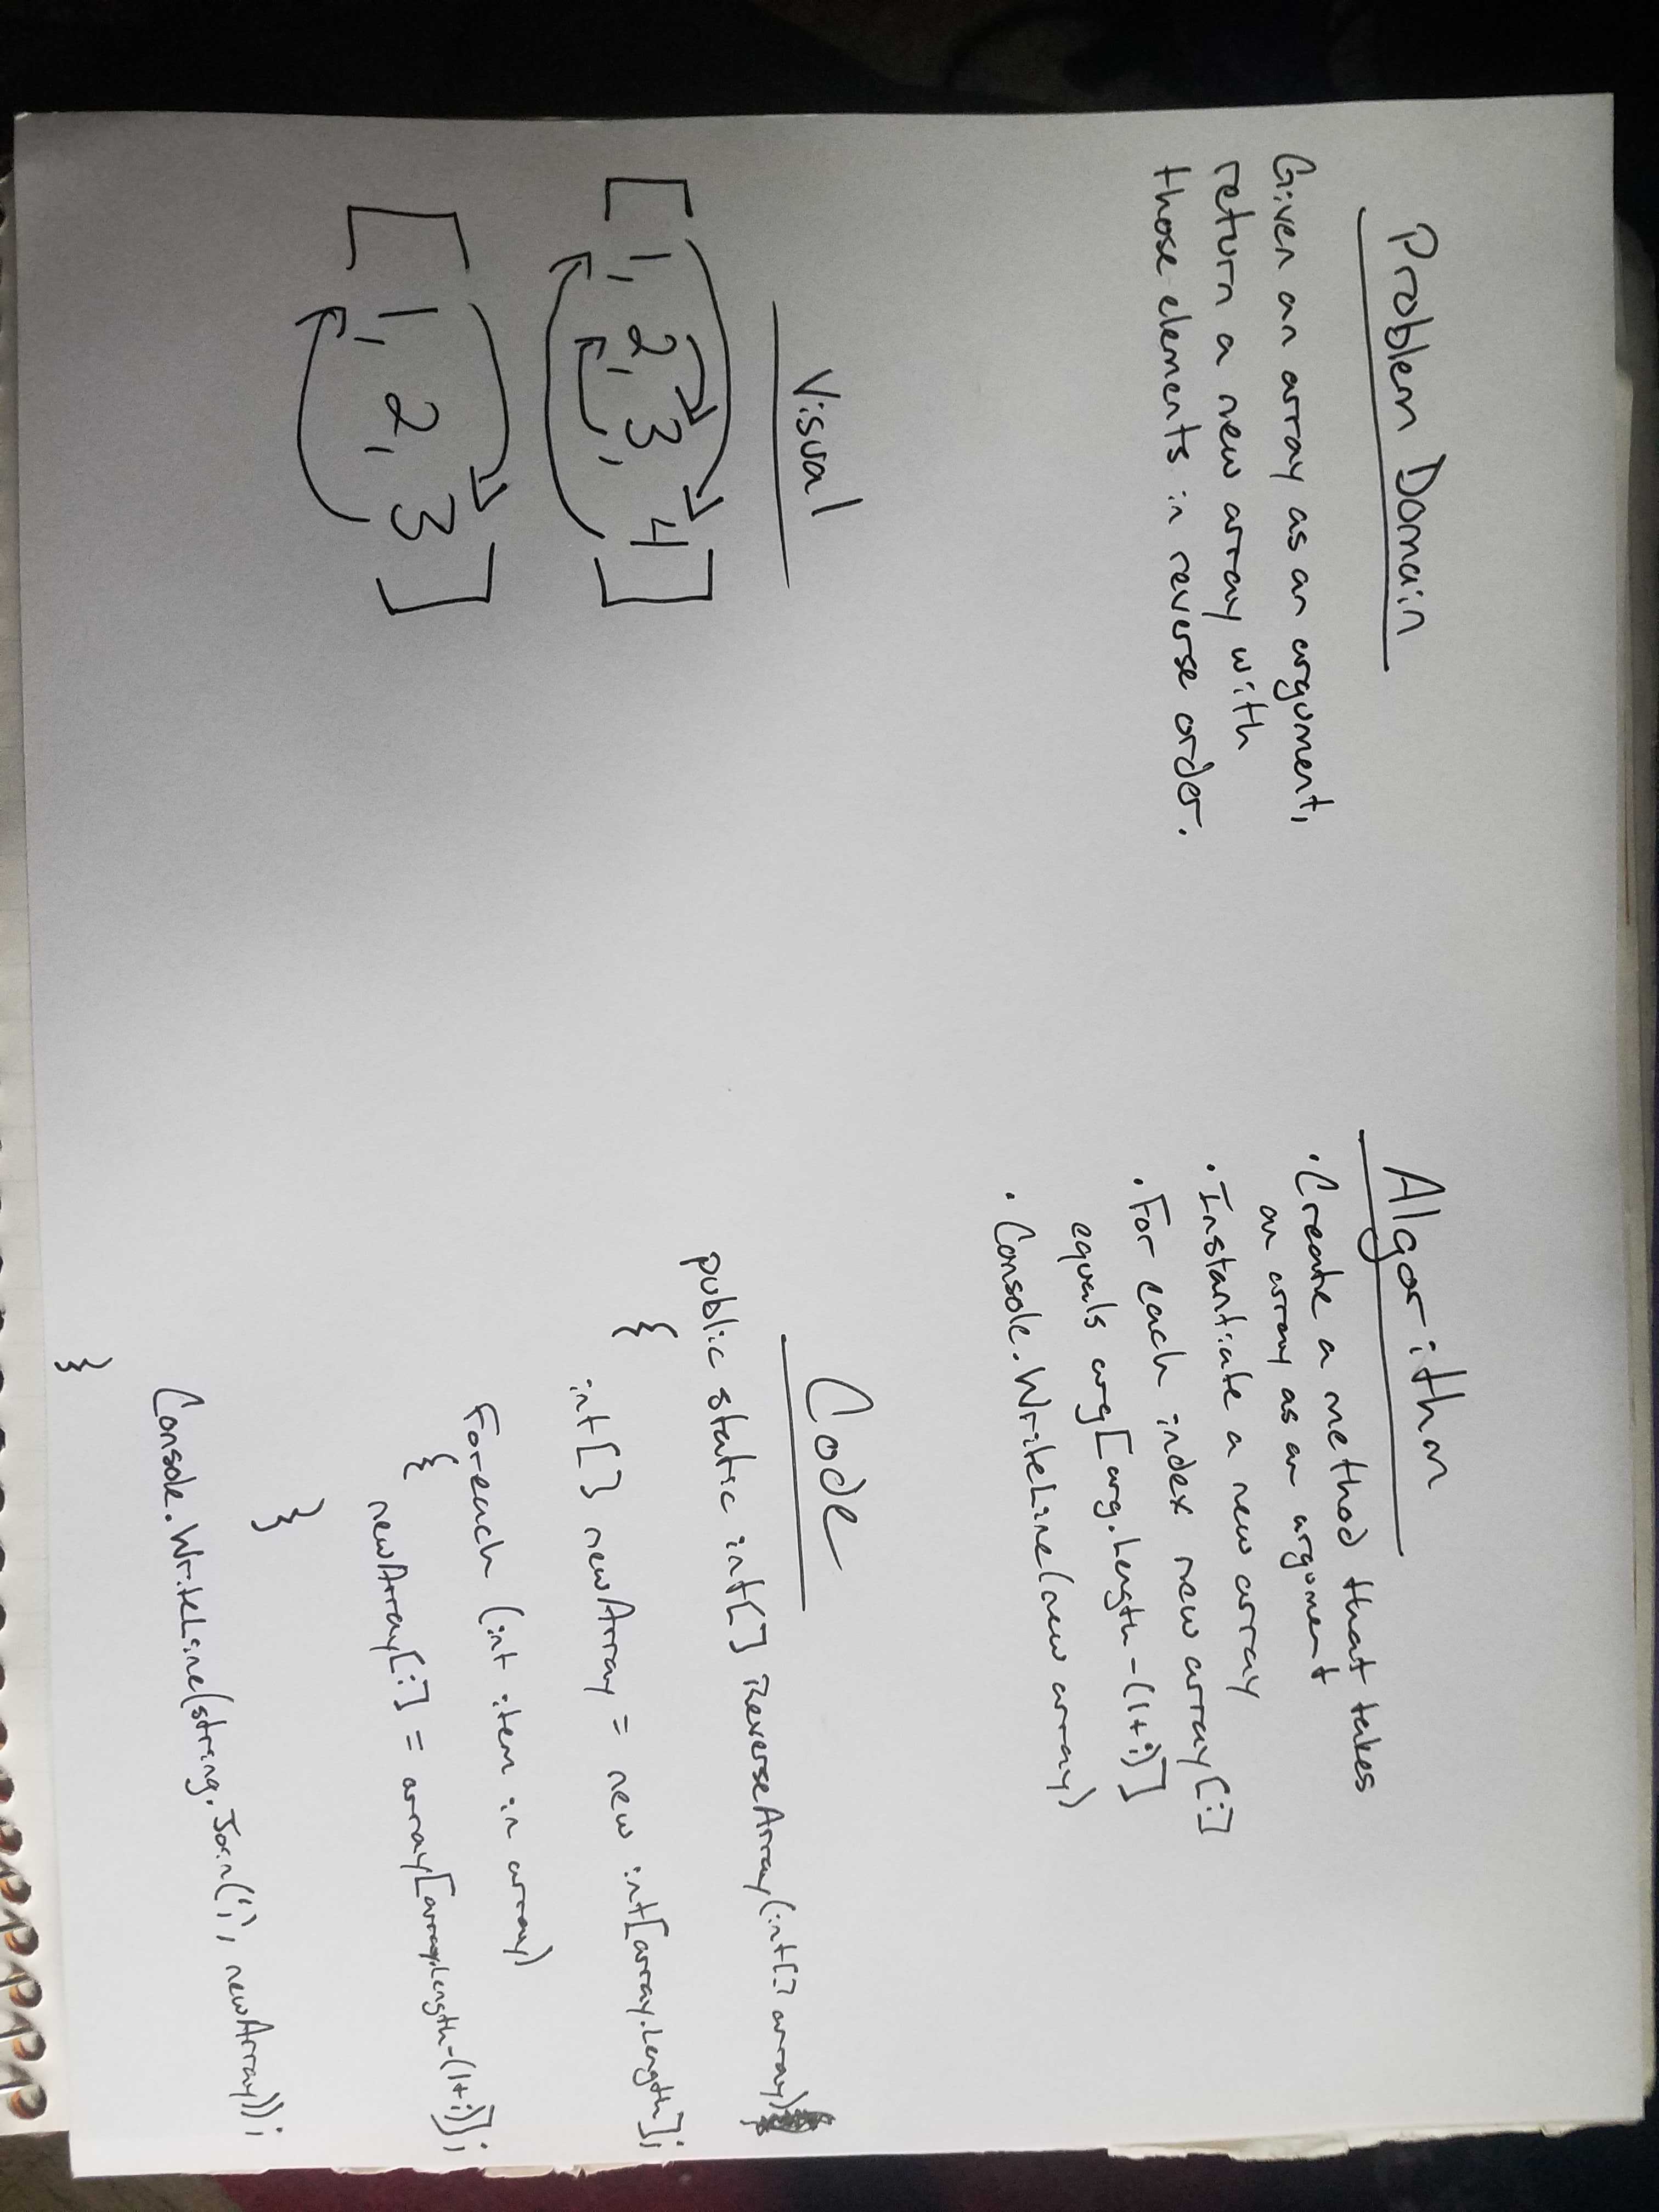 Problem Domain
Given an array as an argument,
return a new array with
those elements in reverse order.
Visual
[1, 2, 3, 4]
[1, 2, 3]
Algorithm
· Create a method that takes
an array as an argument
· Instantiate a new array
· For each index new array[i]
equals arg[arg.Length-(1+i)]
· Console.WriteLine(new array)
Code
public static int[] ReverseArray(int[] array)
{
int[] newArray = new int[array.Length];
Foreach (int item in array)
{
newArray[i] = array[array.Length-(1+i)];
}
Console.WriteLine(string.Join(',', newArray));
}